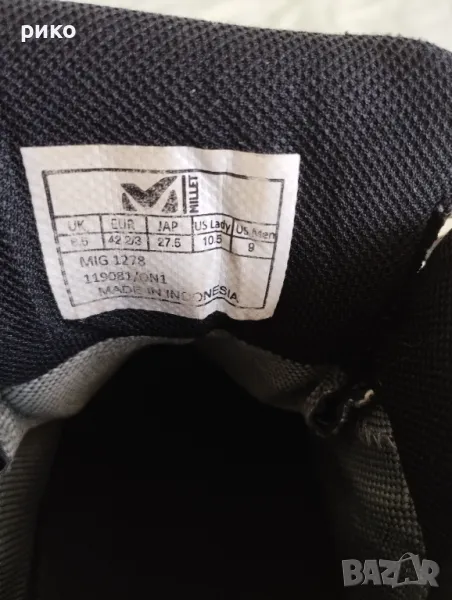 рико
MILLET
UK EUR JAP US Lady US Men
8.5 42 2/3 27.5 10.5 9
MIG 1278
119081/ON1
MADE IN INDONESIA
BAZAR